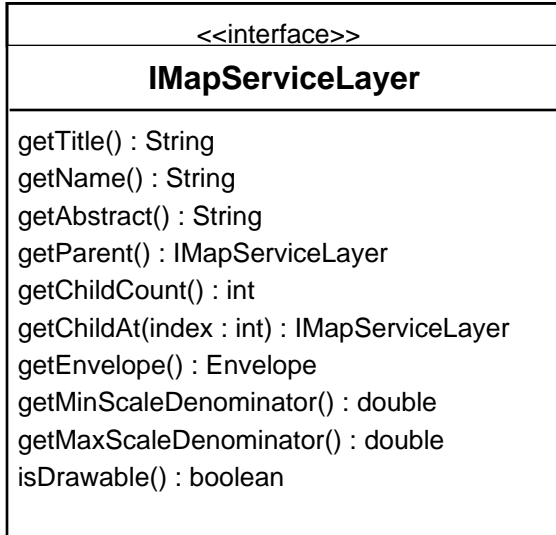 <<interface>>
IMapServiceLayer
getTitle() : String
getName() : String
getAbstract() : String
getParent() : IMapServiceLayer
getChildCount() : int
getChildAt(index : int) : IMapServiceLayer
getEnvelope() : Envelope
getMinScaleDenominator() : double
getMaxScaleDenominator() : double
isDrawable() : boolean